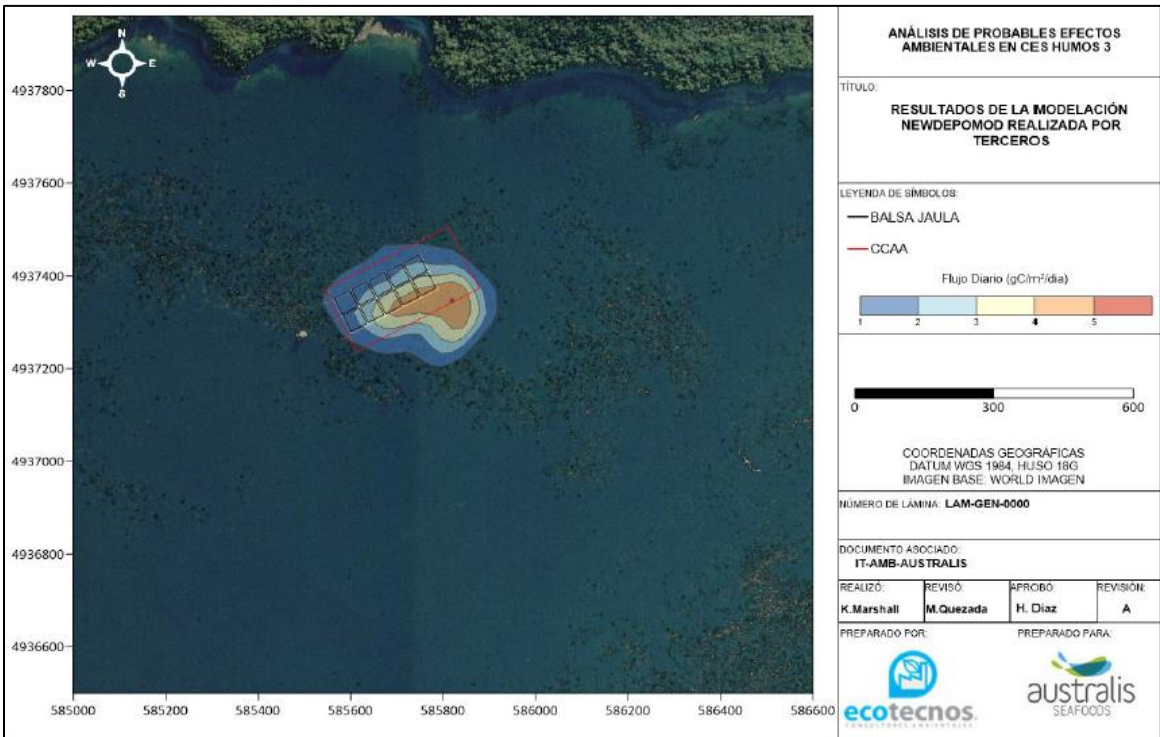 N
W
E
S
4937800
4937600
4937400
4937200
4937000
4936800
4936600
585000
585200
585400
585600
585800
586000
586200
586400
586600
ANÁLISIS DE PROBABLES EFECTOS
AMBIENTALES EN CES HUMOS 3
TÍTULO:
RESULTADOS DE LA MODELACIÓN
NEWDEPOMOD REALIZADA POR
TERCEROS
LEYENDA DE SÍMBOLOS:
BALSA JAULA
CCAA
Flujo Diario (gC/m²/dia)
1 2 3 4 5
0 300 600
COORDENADAS GEOGRÁFICAS
DATUM WGS 1984, HUSO 18G
IMAGEN BASE: WORLD IMAGEN
NÚMERO DE LÁMINA: LAM-GEN-0000
DOCUMENTO ASOCIADO:
IT-AMB-AUSTRALIS
REALIZÓ: REVISÓ: APROBÓ: REVISIÓN:
K.Marshall M.Quezada H. Diaz A
PREPARADO POR: PREPARADO PARA:
ecotecnos
CONSULTORES AMBIENTALES
australis
SEAFOODS